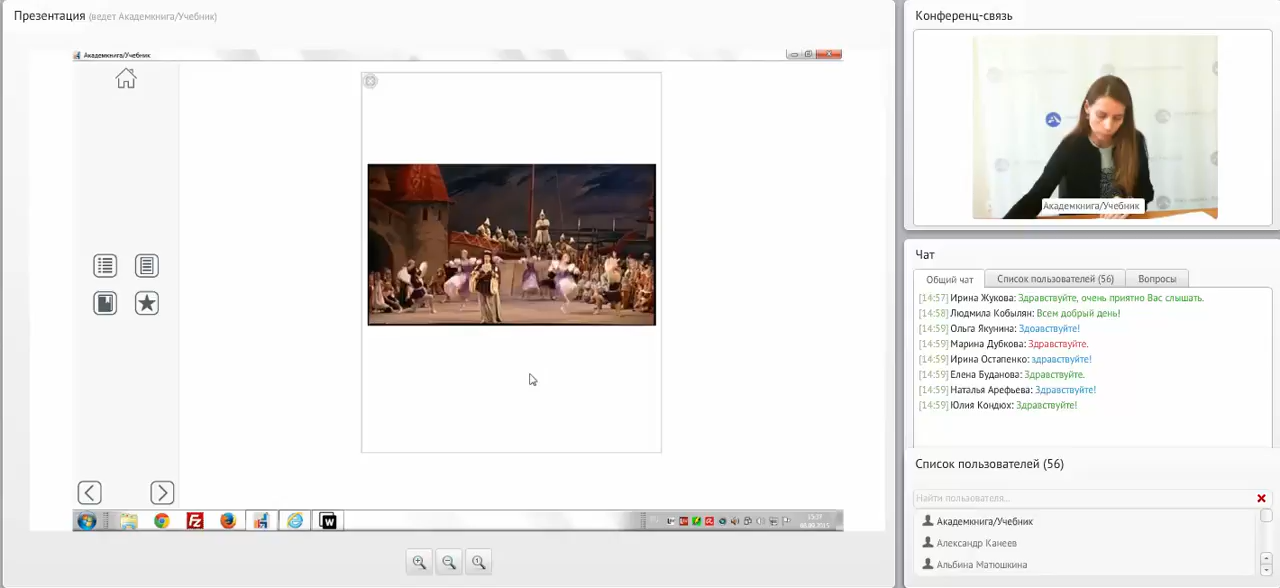 Презентация (ведет Академкнига/Учебник)
Академкнига/Учебник
Конференц-связь
Академкнига/Учебник
Чат
Общий чат
Список пользователей (56)
Вопросы
[14:57] Ирина Жукова: Здравствуйте, очень приятно Вас слышать.
[14:58] Людмила Кобылян: Всем добрый день!
[14:59] Ольга Якунина: Здоавствуйте!
[14:59] Марина Дубкова: Здравствуйте.
[14:59] Ирина Остапенко: здравствуйте!
[14:59] Елена Буданова: Здравствуйте.
[14:59] Наталья Арефьева: Здравствуйте!
[14:59] Юлия Кондюх: Здравствуйте!
Список пользователей (56)
Найти пользователя...
Академкнига/Учебник
Александр Канеев
Альбина Матюшкина
FZ
W
1